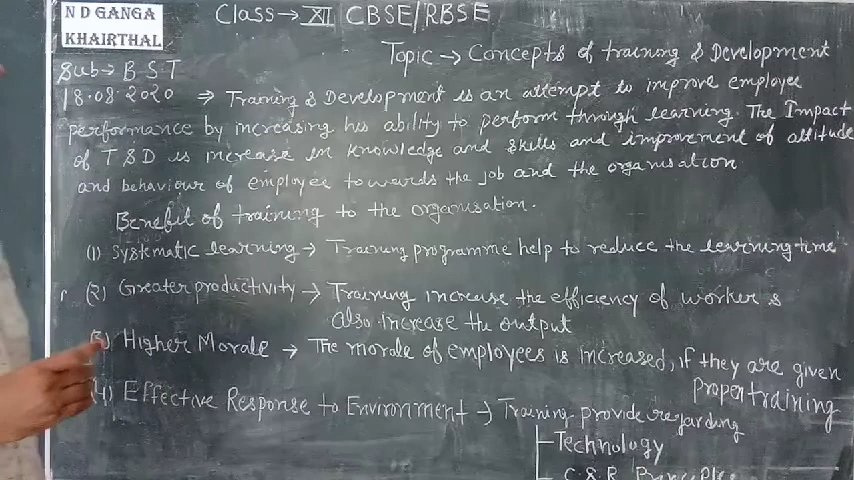 N D GANGA
KHAIRTHAL
Class → XI CBSE/RBSE
Topic → Concepts of training & Development
Sub → B S T
18.08.2020 ⇒ Training & Development is an attempt to improve employee
performance by increasing his ability to perform through learning. The Impact
of T & D is increase in knowledge and skills and improvement of attitude
and behaviour of employee towards the job and the organisation
Benefit of training to the organisation.
(1) Systematic learning → Training programme help to reduce the learning time
(2) Greater productivity → Training increase the efficiency of worker &
also increase the output
(3) Higher Morale → The morale of employees is increased, if they are given
Proper training
(4) Effective Response to Environment → Training provide regarding
Technology
C.S.R Principles